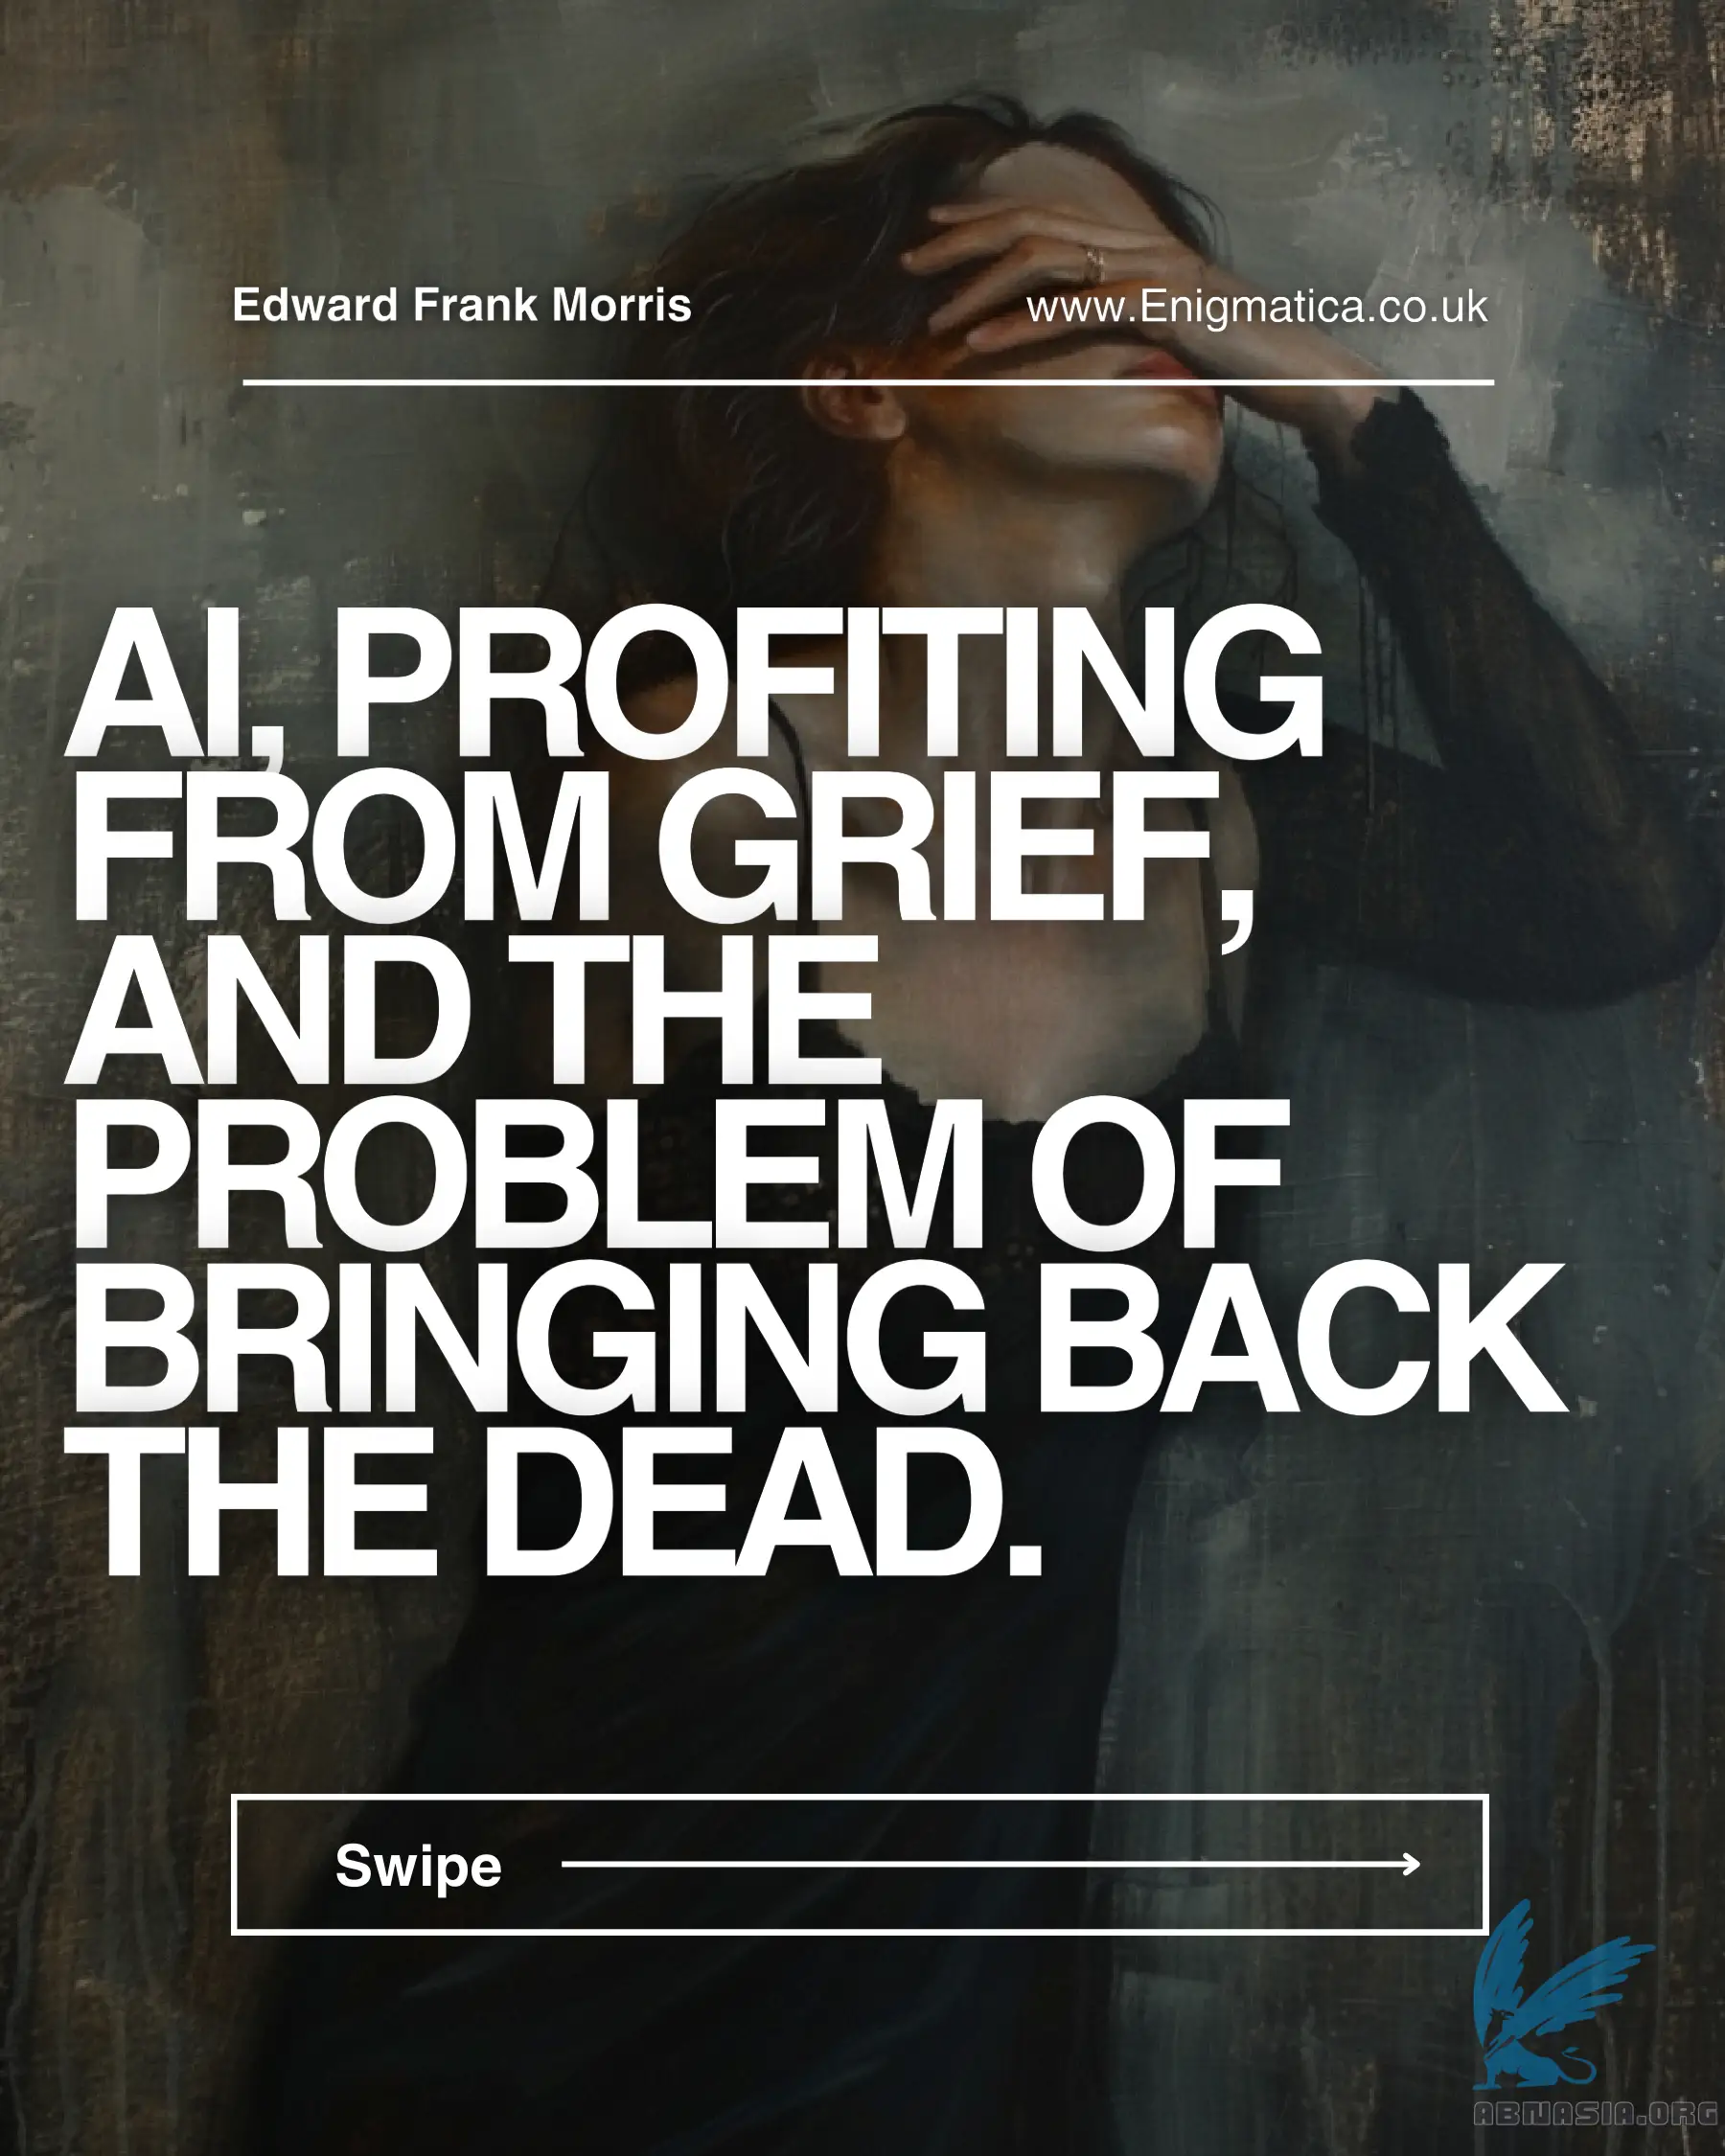 Edward Frank Morris
www.Enigmatica.co.uk
AI, PROFITING
FROM GRIEF,
AND THE
PROBLEM OF
BRINGING BACK
THE DEAD.
Swipe
ABNASIA.ORG